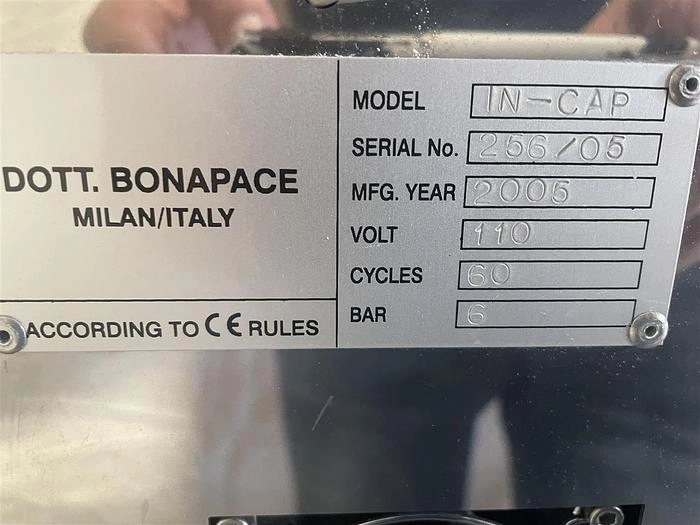 DOTT. BONAPACE
MILAN/ITALY
ACCORDING TO CE RULES
MODEL IN-CAP
SERIAL No. 256/05
MFG. YEAR 2005
VOLT 110
CYCLES 60
BAR 6